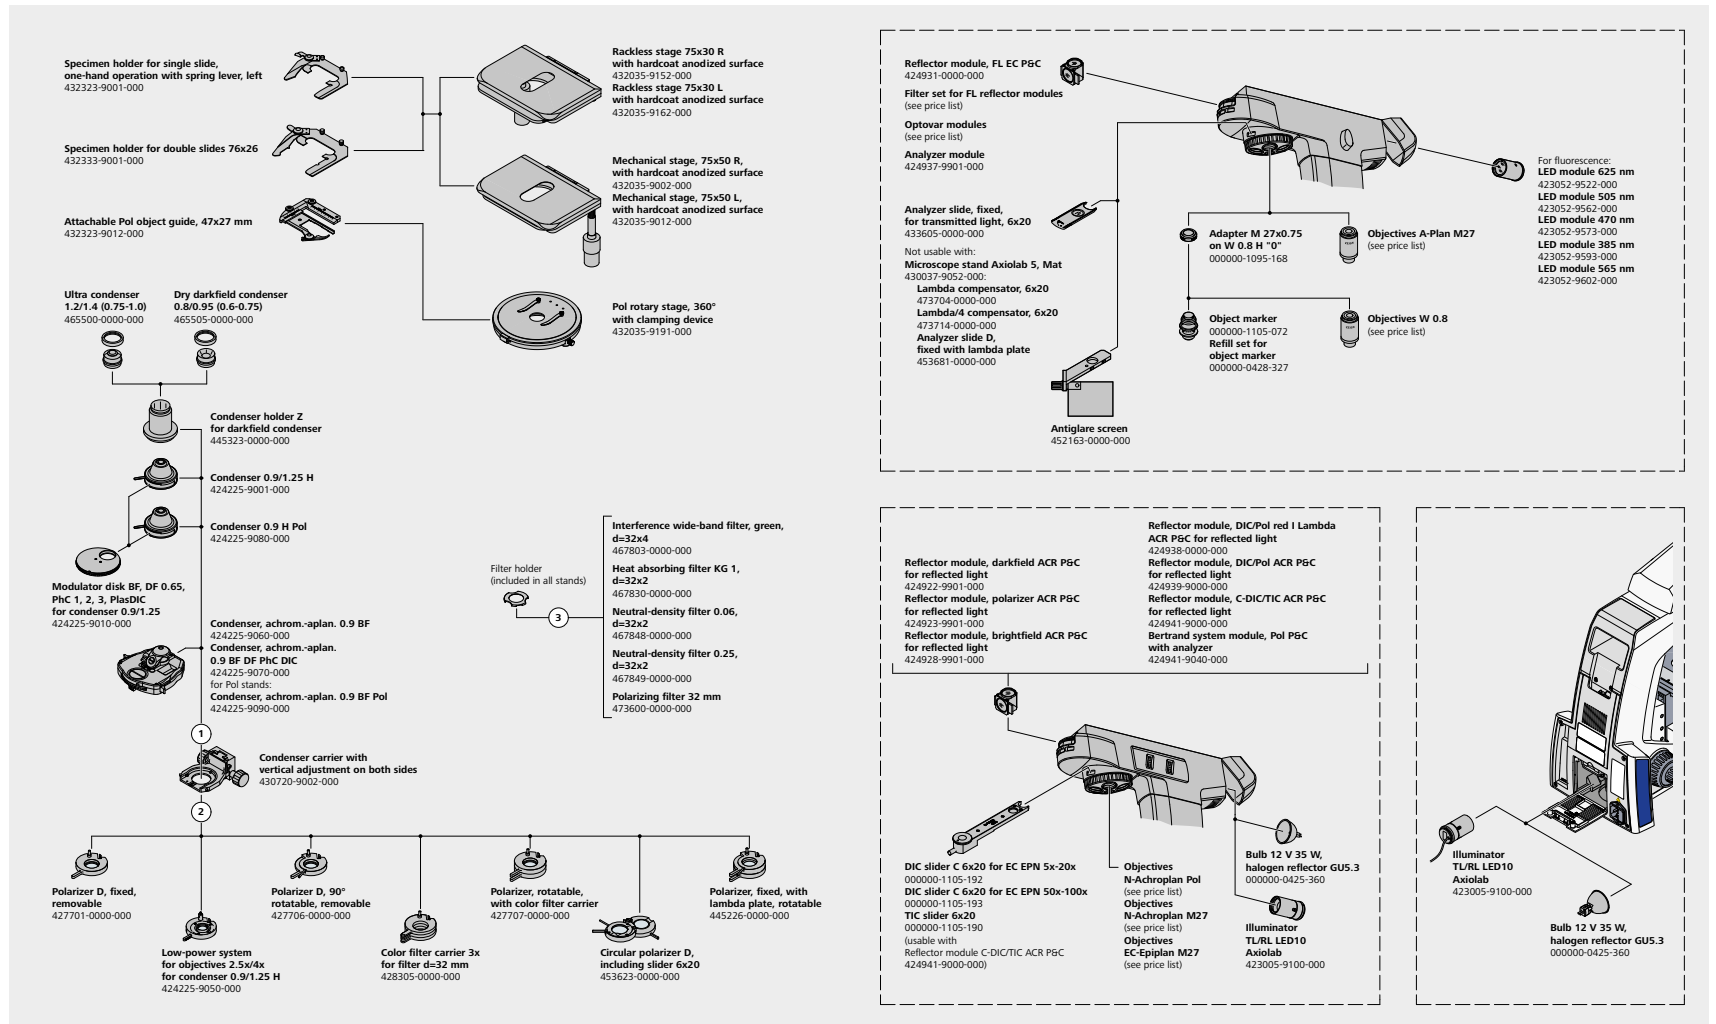 Specimen holder for single slide,
one-hand operation with spring lever, left
432323-9001-000
Specimen holder for double slides 76x26
432333-9001-000
Attachable Pol object guide, 47x27 mm
432323-9012-000
Rackless stage 75x30 R
with hardcoat anodized surface
432035-9152-000
Rackless stage 75x30 L
with hardcoat anodized surface
432035-9162-000
Mechanical stage, 75x50 R,
with hardcoat anodized surface
432035-9002-000
Mechanical stage, 75x50 L,
with hardcoat anodized surface
432035-9012-000
Pol rotary stage, 360°
with clamping device
432035-9191-000
Ultra condenser
1.2/1.4 (0.75-1.0)
465500-0000-000
Dry darkfield condenser
0.8/0.95 (0.6-0.75)
465505-0000-000
Condenser holder Z
for darkfield condenser
445323-0000-000
Condenser 0.9/1.25 H
424225-9001-000
Condenser 0.9 H Pol
424225-9080-000
Modulator disk BF, DF 0.65,
PhC 1, 2, 3, PlasDIC
for condenser 0.9/1.25
424225-9010-000
Condenser, achrom.-aplan. 0.9 BF
424225-9060-000
Condenser, achrom.-aplan.
0.9 BF DF PhC DIC
424225-9070-000
for Pol stands:
Condenser, achrom.-aplan. 0.9 BF Pol
424225-9090-000
1
Condenser carrier with
vertical adjustment on both sides
430720-9002-000
2
Filter holder
(included in all stands)
3
Interference wide-band filter, green,
d=32x4
467803-0000-000
Heat absorbing filter KG 1,
d=32x2
467830-0000-000
Neutral-density filter 0.06,
d=32x2
467848-0000-000
Neutral-density filter 0.25,
d=32x2
467849-0000-000
Polarizing filter 32 mm
473600-0000-000
Polarizer D, fixed,
removable
427701-0000-000
Low-power system
for objectives 2.5x/4x
for condenser 0.9/1.25 H
424225-9050-000
Polarizer D, 90°
rotatable, removable
427706-0000-000
Color filter carrier 3x
for filter d=32 mm
428305-0000-000
Polarizer, rotatable,
with color filter carrier
427707-0000-000
Circular polarizer D,
including slider 6x20
453623-0000-000
Polarizer, fixed, with
lambda plate, rotatable
445226-0000-000
Reflector module, FL EC P&C
424931-0000-000
Filter set for FL reflector modules
(see price list)
Optovar modules
(see price list)
Analyzer module
424937-9901-000
Analyzer slide, fixed,
for transmitted light, 6x20
433605-0000-000
Not usable with:
Microscope stand Axiolab 5, Mat
430037-9052-000:
Lambda compensator, 6x20
473704-0000-000
Lambda/4 compensator, 6x20
473714-0000-000
Analyzer slide D,
fixed with lambda plate
453681-0000-000
Antiglare screen
452163-0000-000
Adapter M 27x0.75
on W 0.8 H "0"
000000-1095-168
Objectives A-Plan M27
(see price list)
Object marker
000000-1105-072
Refill set for
object marker
000000-0428-327
Objectives W 0.8
(see price list)
For fluorescence:
LED module 625 nm
423052-9522-000
LED module 505 nm
423052-9562-000
LED module 470 nm
423052-9573-000
LED module 385 nm
423052-9593-000
LED module 565 nm
423052-9602-000
Reflector module, darkfield ACR P&C
for reflected light
424922-9901-000
Reflector module, polarizer ACR P&C
for reflected light
424923-9901-000
Reflector module, brightfield ACR P&C
for reflected light
424928-9901-000
Reflector module, DIC/Pol red I Lambda
ACR P&C for reflected light
424938-0000-000
Reflector module, DIC/Pol ACR P&C
for reflected light
424939-9000-000
Reflector module, C-DIC/TIC ACR P&C
for reflected light
424941-9000-000
Bertrand system module, Pol P&C
with analyzer
424941-9040-000
DIC slider C 6x20 for EC EPN 5x-20x
000000-1105-192
DIC slider C 6x20 for EC EPN 50x-100x
000000-1105-193
TIC slider 6x20
000000-1105-190
(usable with
Reflector module C-DIC/TIC ACR P&C
424941-9000-000)
Objectives
N-Achroplan Pol
(see price list)
Objectives
N-Achroplan M27
(see price list)
Objectives
EC-Epiplan M27
(see price list)
Bulb 12 V 35 W,
halogen reflector GU5.3
000000-0425-360
Illuminator
TL/RL LED10
Axiolab
423005-9100-000
Illuminator
TL/RL LED10
Axiolab
423005-9100-000
Bulb 12 V 35 W,
halogen reflector GU5.3
000000-0425-360